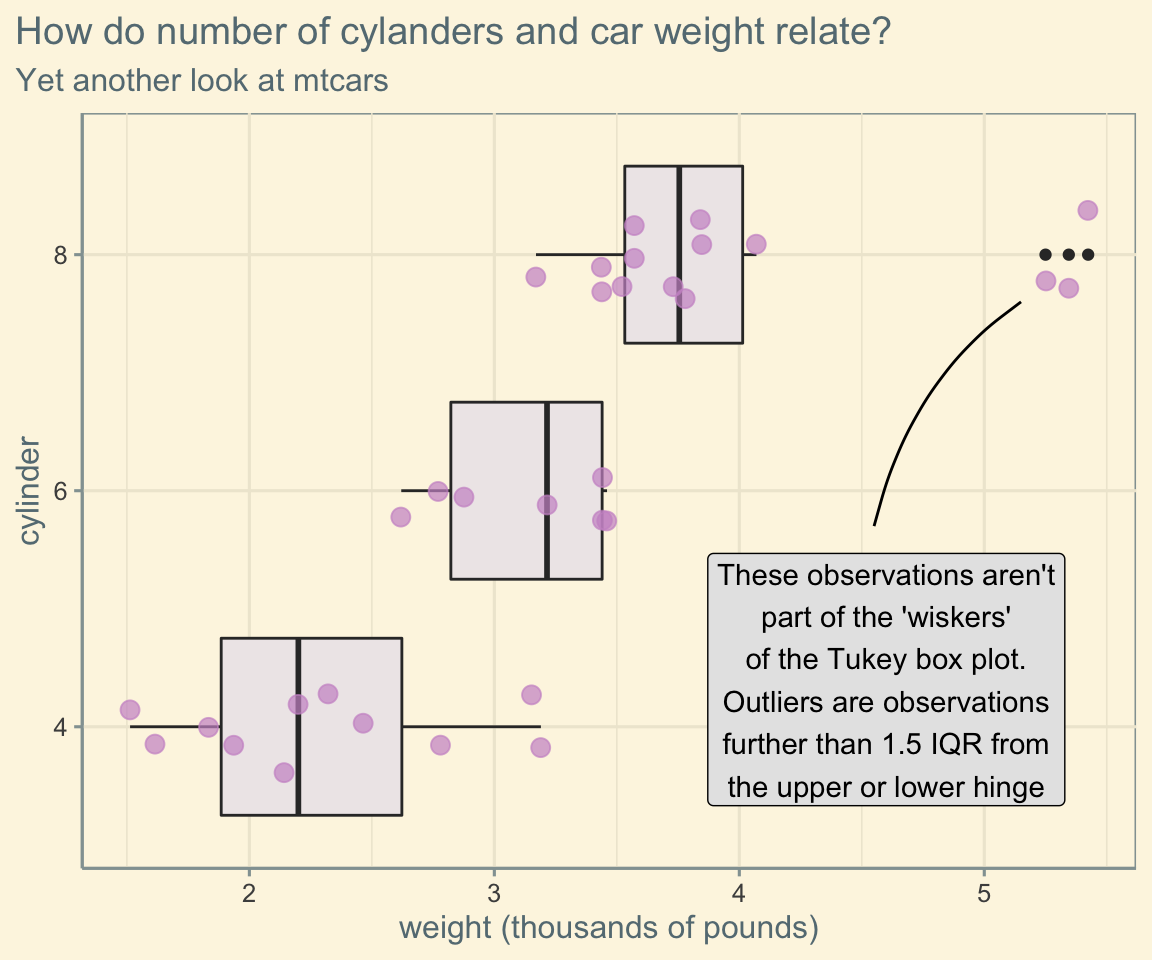 How do number of cylanders and car weight relate?
Yet another look at mtcars
8
6
4
cylinder
These observations aren't
part of the 'wiskers'
of the Tukey box plot.
Outliers are observations
further than 1.5 IQR from
the upper or lower hinge
2 3 4 5
weight (thousands of pounds)